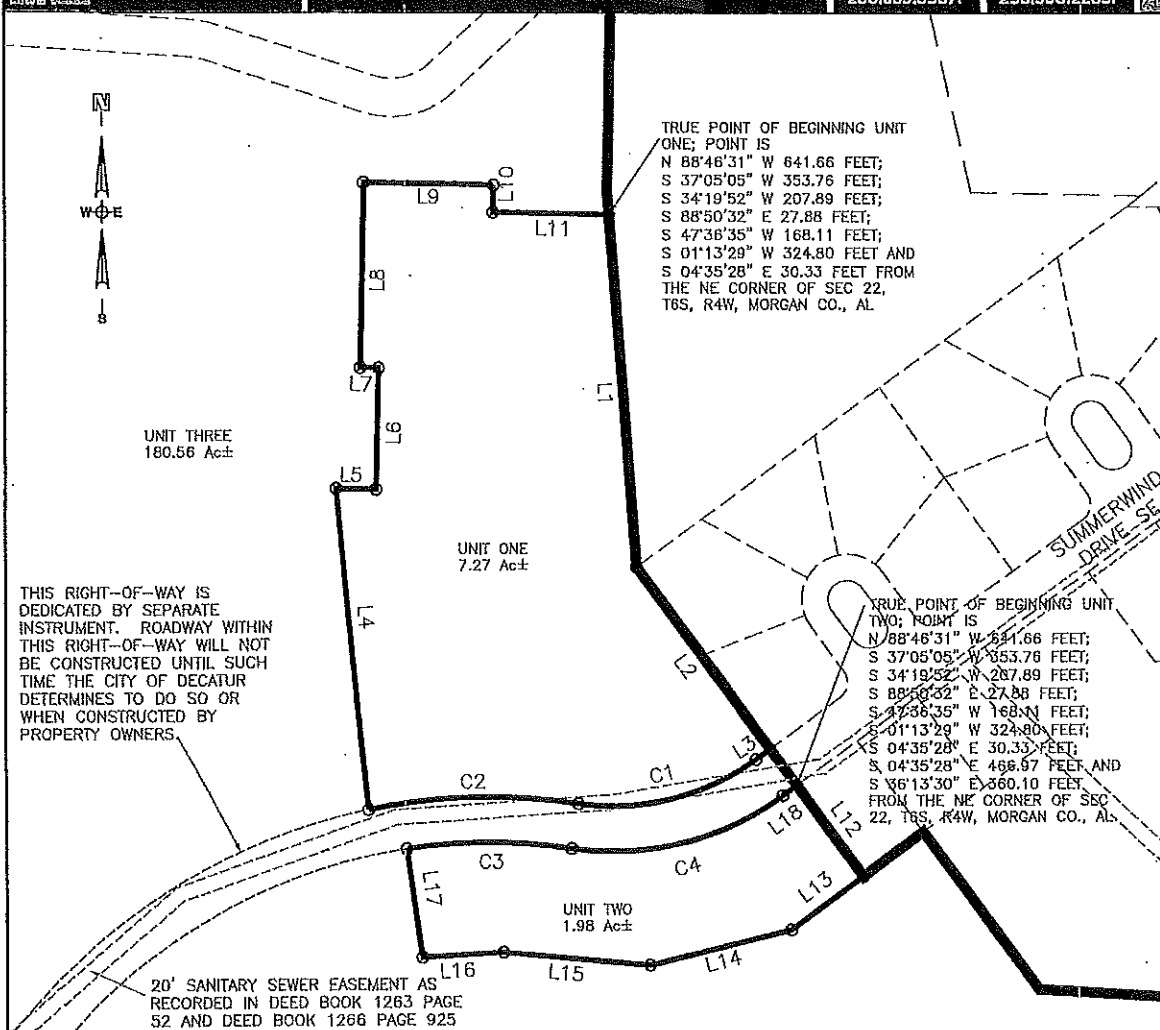 N
W E
S
TRUE POINT OF BEGINNING UNIT
ONE; POINT IS
N 88°46'31" W 641.66 FEET;
S 37°05'05" W 353.76 FEET;
S 34°19'52" W 207.89 FEET;
S 88°50'32" E 27.88 FEET;
S 47°36'35" W 168.11 FEET;
S 01°13'29" W 324.80 FEET AND
S 04°35'28" E 30.33 FEET FROM
THE NE CORNER OF SEC 22,
T6S, R4W, MORGAN CO., AL
L9
L10
L11
L8
L7
L1
L6
UNIT THREE
180.56 Ac±
L5
UNIT ONE
7.27 Ac±
SUMMERWIND
DRIVE SE
THIS RIGHT-OF-WAY IS
DEDICATED BY SEPARATE
INSTRUMENT. ROADWAY WITHIN
THIS RIGHT-OF-WAY WILL NOT
BE CONSTRUCTED UNTIL SUCH
TIME THE CITY OF DECATUR
DETERMINES TO DO SO OR
WHEN CONSTRUCTED BY
PROPERTY OWNERS.
L4
L2
TRUE POINT OF BEGINNING UNIT
TWO; POINT IS
N 88°46'31" W 641.66 FEET;
S 37°05'05" W 353.76 FEET;
S 34°19'52" W 207.89 FEET;
S 88°50'32" E 27.88 FEET;
S 47°36'35" W 168.11 FEET;
S 01°13'29" W 324.80 FEET;
S 04°35'28" E 30.33 FEET;
S 04°35'28" E 466.97 FEET AND
S 36°13'30" E 360.10 FEET
FROM THE NE CORNER OF SEC
22, T6S, R4W, MORGAN CO., AL
L3
C2
C1
L18
L12
C3
C4
L17
L13
UNIT TWO
1.98 Ac±
L16
L15
L14
20' SANITARY SEWER EASEMENT AS
RECORDED IN DEED BOOK 1263 PAGE
52 AND DEED BOOK 1266 PAGE 925